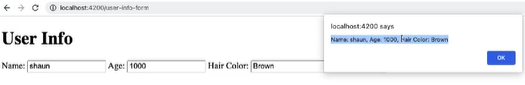 localhost:4200/user-info-form
localhost:4200 says
Name: shaun, Age: 1000, Hair Color: Brown
OK
User Info
Name: shaun Age: 1000 Hair Color: Brown